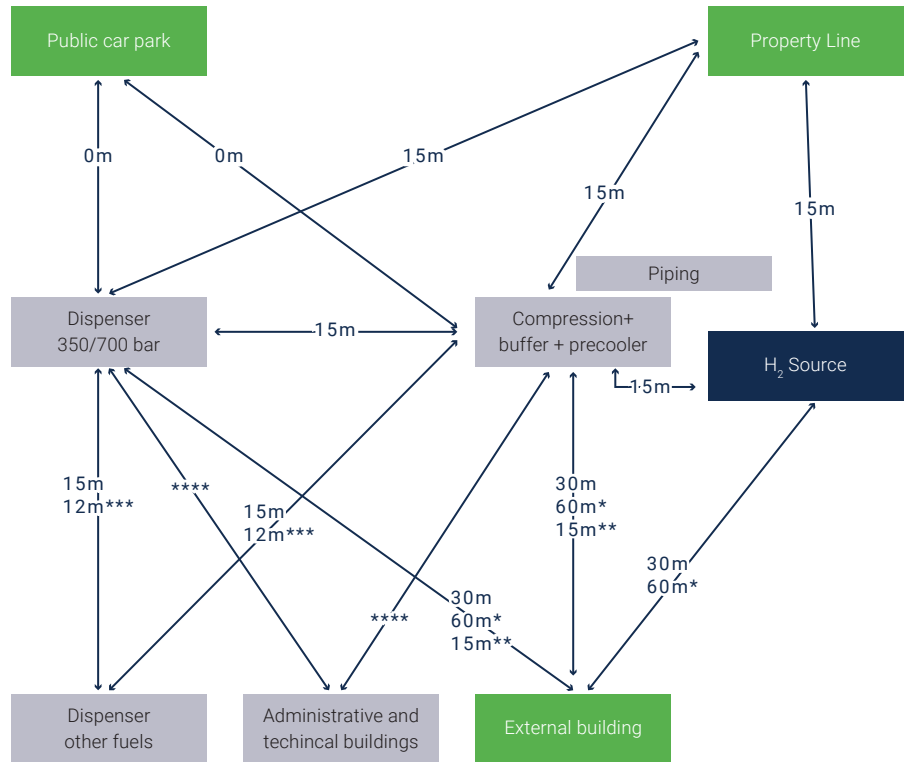 Public car park
Property Line
0m
0m
15m
15m
15m
Piping
Dispenser
350/700 bar
15m
Compression+
buffer + precooler
H₂ Source
15m
15m
12m***
****
15m
12m***
30m
60m*
15m**
30m
60m*
****
30m
60m*
15m**
Dispenser
other fuels
Administrative and
techincal buildings
External building